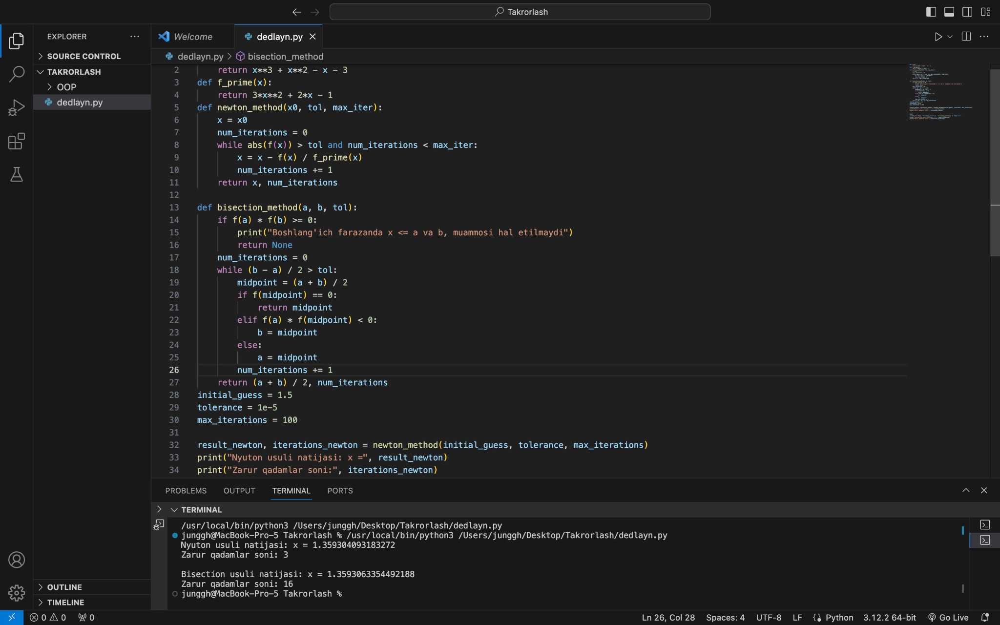 Takrorlash
EXPLORER
SOURCE CONTROL
TAKRORLASH
OOP
dedlayn.py
OUTLINE
TIMELINE
Welcome
dedlayn.py
dedlayn.py > bisection_method
2 return x**3 + x**2 - x - 3
3 def f_prime(x):
4 return 3*x**2 + 2*x - 1
5 def newton_method(x0, tol, max_iter):
6 x = x0
7 num_iterations = 0
8 while abs(f(x)) > tol and num_iterations < max_iter:
9 x = x - f(x) / f_prime(x)
10 num_iterations += 1
11 return x, num_iterations
12
13 def bisection_method(a, b, tol):
14 if f(a) * f(b) >= 0:
15 print("Boshlang'ich farazanda x <= a va b, muammosi hal etilmaydi")
16 return None
17 num_iterations = 0
18 while (b - a) / 2 > tol:
19 midpoint = (a + b) / 2
20 if f(midpoint) == 0:
21 return midpoint
22 elif f(a) * f(midpoint) < 0:
23 b = midpoint
24 else:
25 a = midpoint
26 num_iterations += 1
27 return (a + b) / 2, num_iterations
28 initial_guess = 1.5
29 tolerance = 1e-5
30 max_iterations = 100
31
32 result_newton, iterations_newton = newton_method(initial_guess, tolerance, max_iterations)
33 print("Nyuton usuli natijasi: x =", result_newton)
34 print("Zarur qadamlar soni:", iterations_newton)
PROBLEMS OUTPUT TERMINAL PORTS
TERMINAL
/usr/local/bin/python3 /Users/junggh/Desktop/Takrorlash/dedlayn.py
junggh@MacBook-Pro-5 Takrorlash % /usr/local/bin/python3 /Users/junggh/Desktop/Takrorlash/dedlayn.py
Nyuton usuli natijasi: x = 1.359304093183272
Zarur qadamlar soni: 3
Bisection usuli natijasi: x = 1.3593063354492188
Zarur qadamlar soni: 16
junggh@MacBook-Pro-5 Takrorlash %
0 0 0 Ln 26, Col 28 Spaces: 4 UTF-8 LF Python 3.12.2 64-bit Go Live